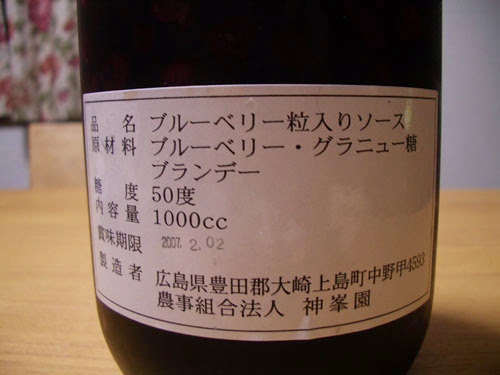 品名 ブルーベリー粒入りソース
原材料 ブルーベリー・グラニュー糖
ブランデー
糖度 50度
内容量 1000cc
賞味期限 2007. 2. 02
製造者 広島県豊田郡大崎上島町中野甲4593
農事組合法人 神峯園